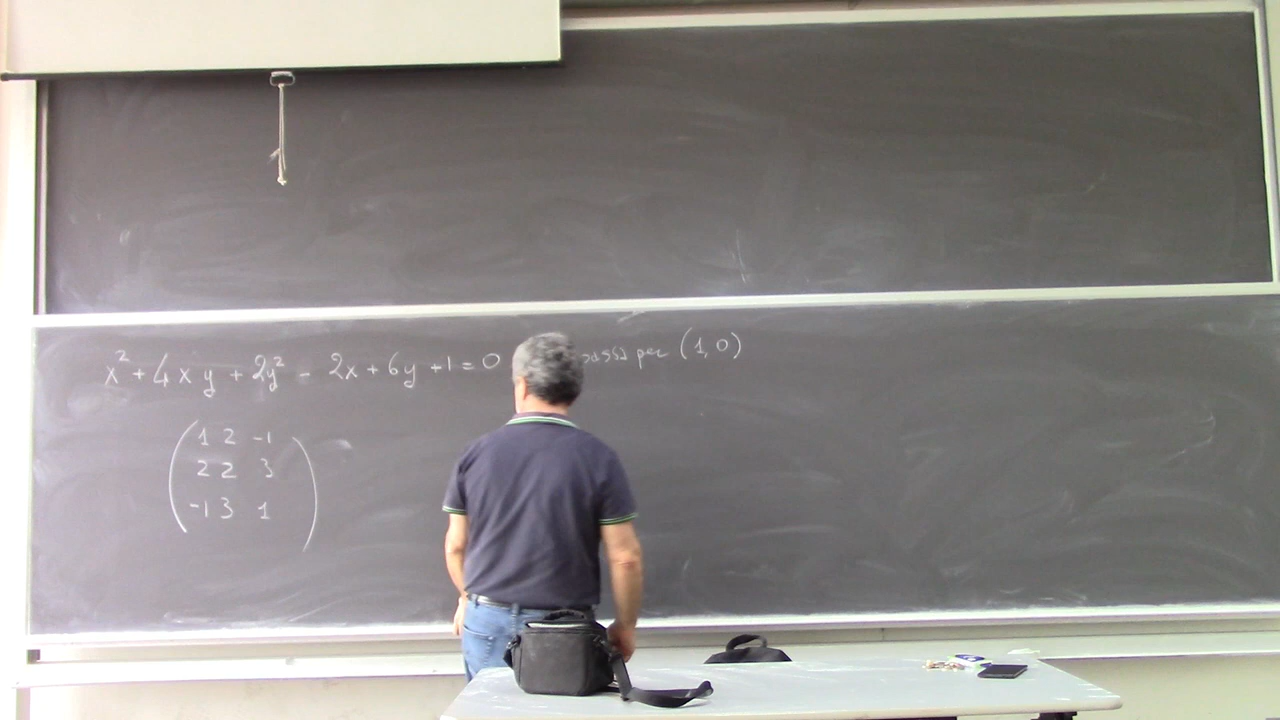 x² + 4xy + 2y² - 2x + 6y + 1 = 0 per (1,0)
1 2 -1
2 2 3
-1 3 1